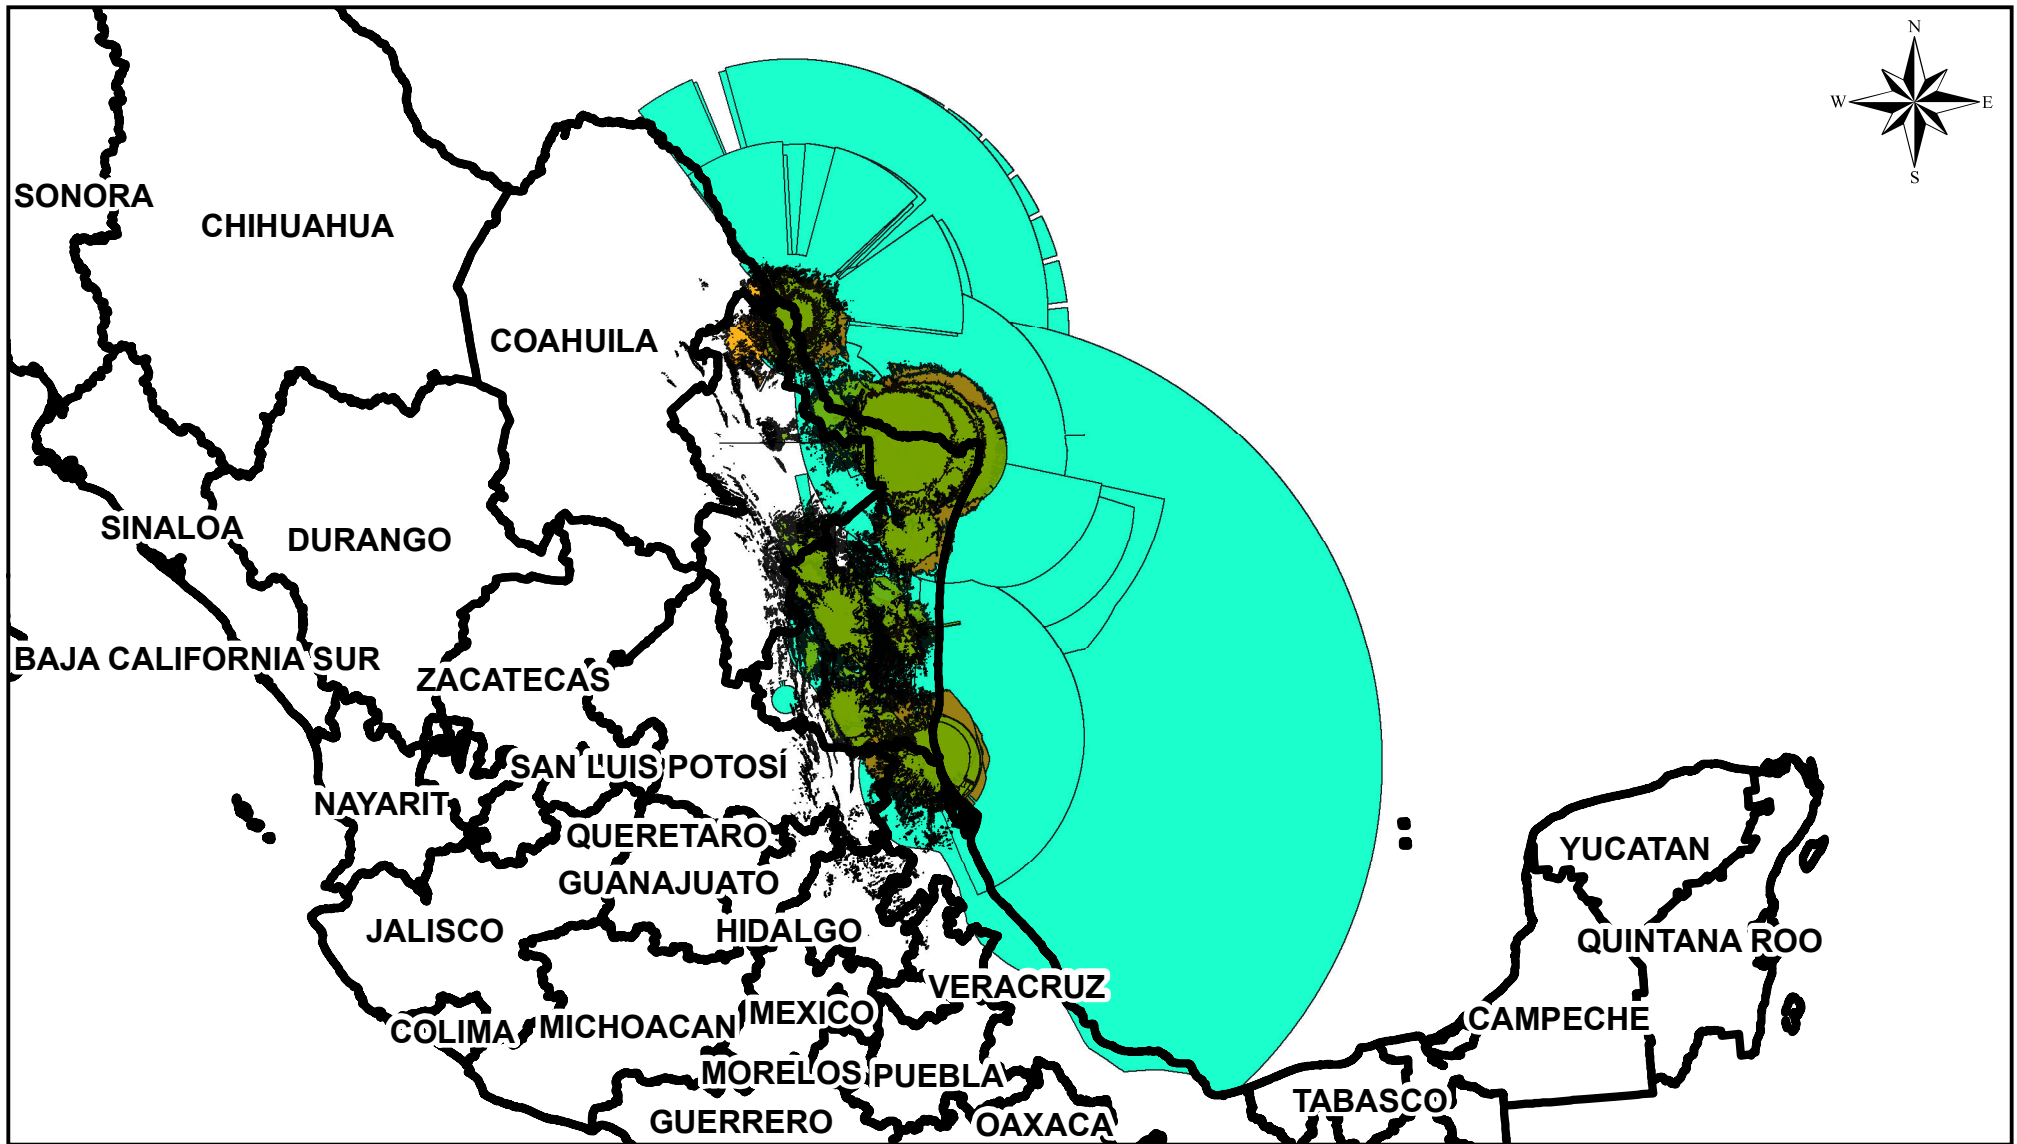 N
W E
S
SONORA
CHIHUAHUA
COAHUILA
SINALOA
DURANGO
BAJA CALIFORNIA SUR
ZACATECAS
SAN LUIS POTOSÍ
NAYARIT
QUERETARO
YUCATAN
GUANAJUATO
JALISCO
HIDALGO
QUINTANA ROO
VERACRUZ
MEXICO
CAMPECHE
COLIMA
MICHOACAN
MORELOS
PUEBLA
TABASCO
GUERRERO
OAXACA